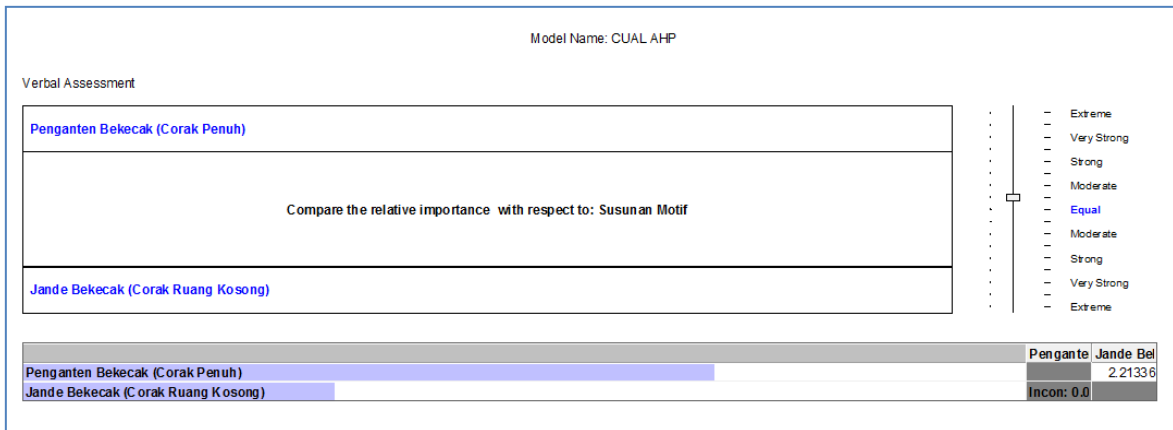 Model Name: CUAL AHP
Verbal Assessment
Penganten Bekecak (Corak Penuh)
Compare the relative importance with respect to: Susunan Motif
Jande Bekecak (Corak Ruang Kosong)
Extreme
Very Strong
Strong
Moderate
Equal
Moderate
Strong
Very Strong
Extreme
Pengante Jande Bel
Penganten Bekecak (Corak Penuh) 2.21336
Jande Bekecak (Corak Ruang Kosong) Incon: 0.0